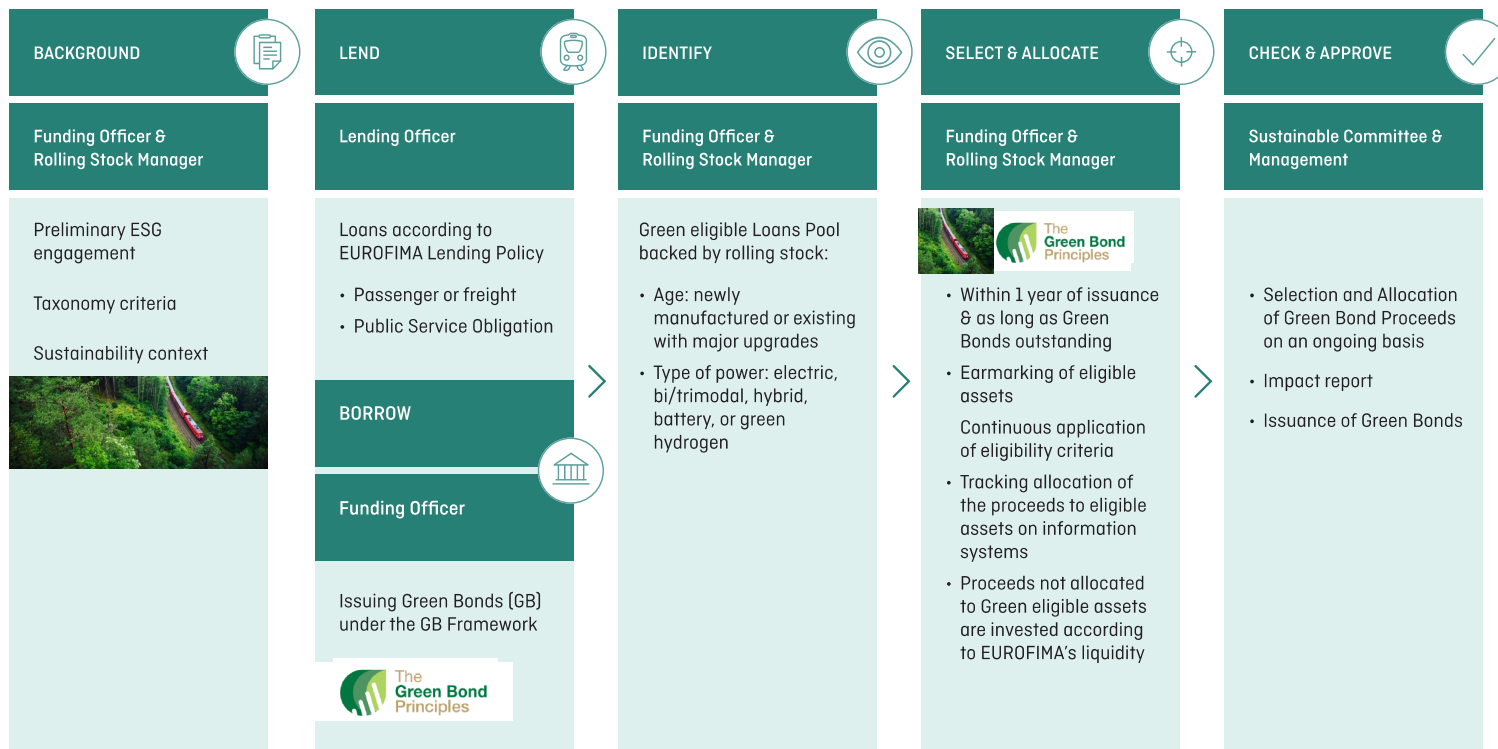 BACKGROUND
Funding Officer &
Rolling Stock Manager
Preliminary ESG
engagement
Taxonomy criteria
Sustainability context
LEND
Lending Officer
Loans according to
EUROFIMA Lending Policy
• Passenger or freight
• Public Service Obligation
BORROW
Funding Officer
Issuing Green Bonds (GB)
under the GB Framework
The
Green Bond
Principles
IDENTIFY
Funding Officer &
Rolling Stock Manager
Green eligible Loans Pool
backed by rolling stock:
• Age: newly
manufactured or existing
with major upgrades
• Type of power: electric,
bi/trimodal, hybrid,
battery, or green
hydrogen
SELECT & ALLOCATE
Funding Officer &
Rolling Stock Manager
The
Green Bond
Principles
• Within 1 year of issuance
& as long as Green
Bonds outstanding
• Earmarking of eligible
assets
Continuous application
of eligibility criteria
• Tracking allocation of
the proceeds to eligible
assets on information
systems
• Proceeds not allocated
to Green eligible assets
are invested according
to EUROFIMA's liquidity
CHECK & APPROVE
Sustainable Committee &
Management
• Selection and Allocation
of Green Bond Proceeds
on an ongoing basis
• Impact report
• Issuance of Green Bonds